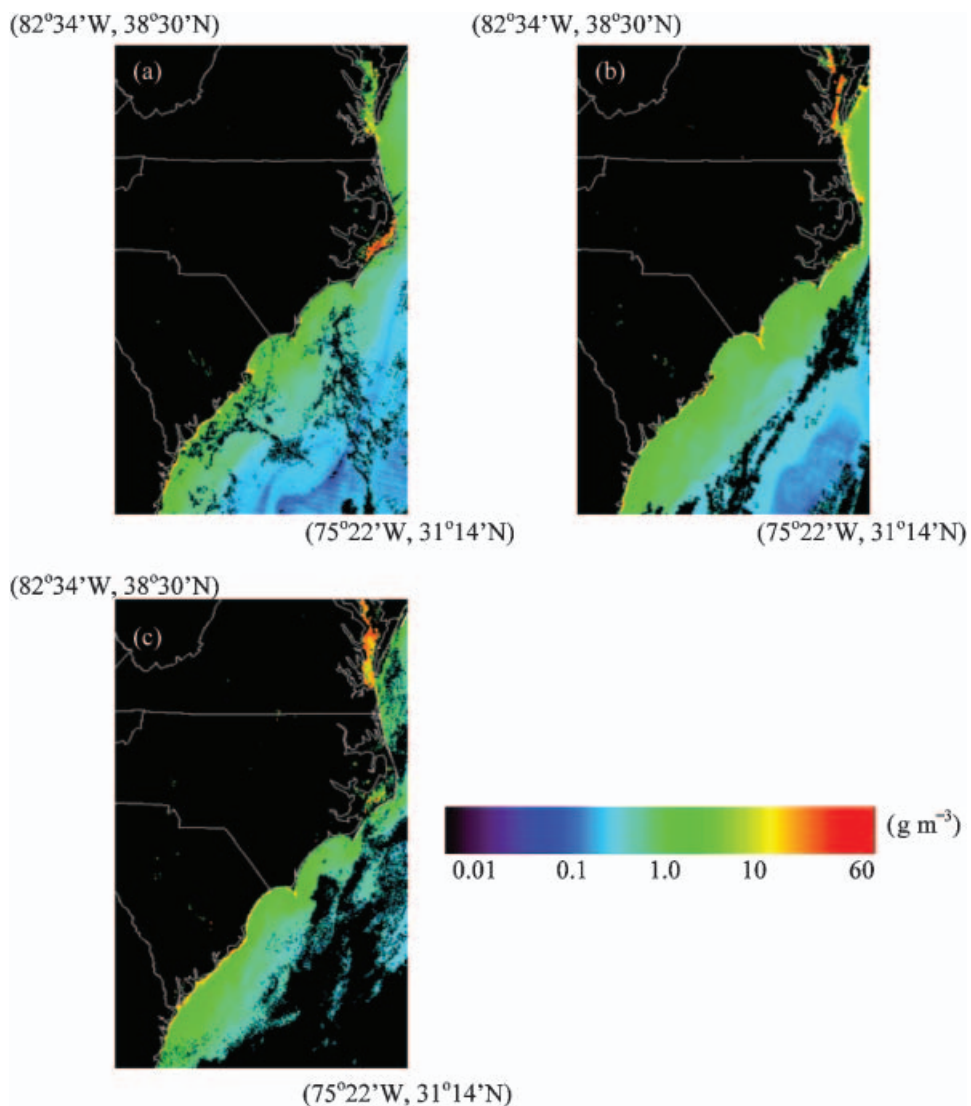 (82°34'W, 38°30'N) (82°34'W, 38°30'N)
(a) (b)
(75°22'W, 31°14'N) (75°22'W, 31°14'N)
(82°34'W, 38°30'N)
(c)
(g m⁻³)
0.01 0.1 1.0 10 60
(75°22'W, 31°14'N)